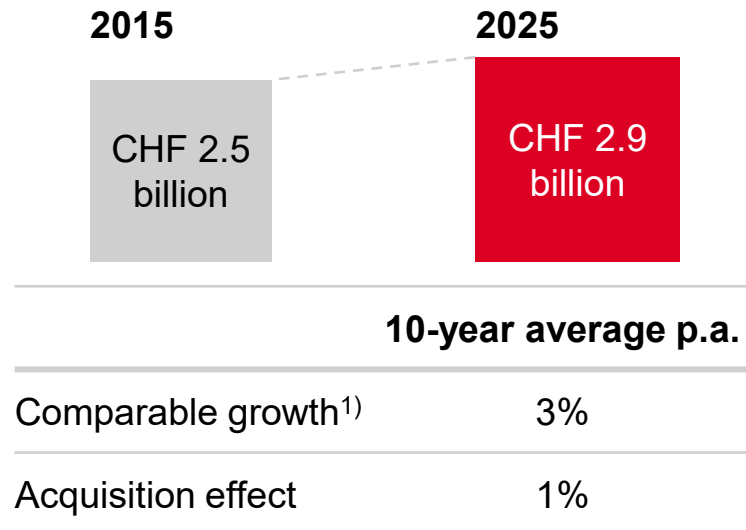 2015 2025
CHF 2.5
billion
CHF 2.9
billion
10-year average p.a.
Comparable growth1) 3%
Acquisition effect 1%